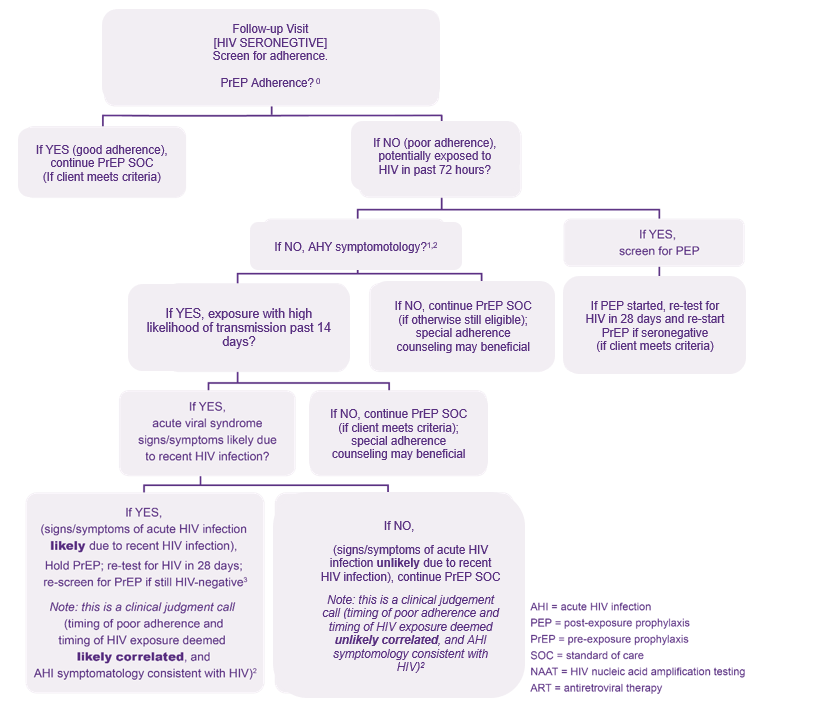 Follow-up Visit
[HIV SERONEGTIVE]
Screen for adherence.
PrEP Adherence? ⁰
If YES (good adherence),
continue PrEP SOC
(If client meets criteria)
If NO (poor adherence),
potentially exposed to
HIV in past 72 hours?
If NO, AHY symptomotology?¹,²
If YES,
screen for PEP
If YES, exposure with high
likelihood of transmission past 14
days?
If NO, continue PrEP SOC
(if otherwise still eligible);
special adherence
counseling may beneficial
If PEP started, re-test for
HIV in 28 days and re-start
PrEP if seronegative
(if client meets criteria)
If YES,
acute viral syndrome
signs/symptoms likely due
to recent HIV infection?
If NO, continue PrEP SOC
(if client meets criteria);
special adherence
counseling may beneficial
If YES,
(signs/symptoms of acute HIV infection
likely due to recent HIV infection),
Hold PrEP; re-test for HIV in 28 days;
re-screen for PrEP if still HIV-negative³
Note: this is a clinical judgment call
(timing of poor adherence and
timing of HIV exposure deemed
likely correlated, and
AHI symptomatology consistent with HIV)²
If NO,
(signs/symptoms of acute HIV
infection unlikely due to recent
HIV infection), continue PrEP SOC
Note: this is a clinical judgement
call (timing of poor adherence and
timing of HIV exposure deemed
unlikely correlated, and AHI
symptomology consistent with
HIV)²
AHI = acute HIV infection
PEP = post-exposure prophylaxis
PrEP = pre-exposure prophylaxis
SOC = standard of care
NAAT = HIV nucleic acid amplification testing
ART = antiretroviral therapy